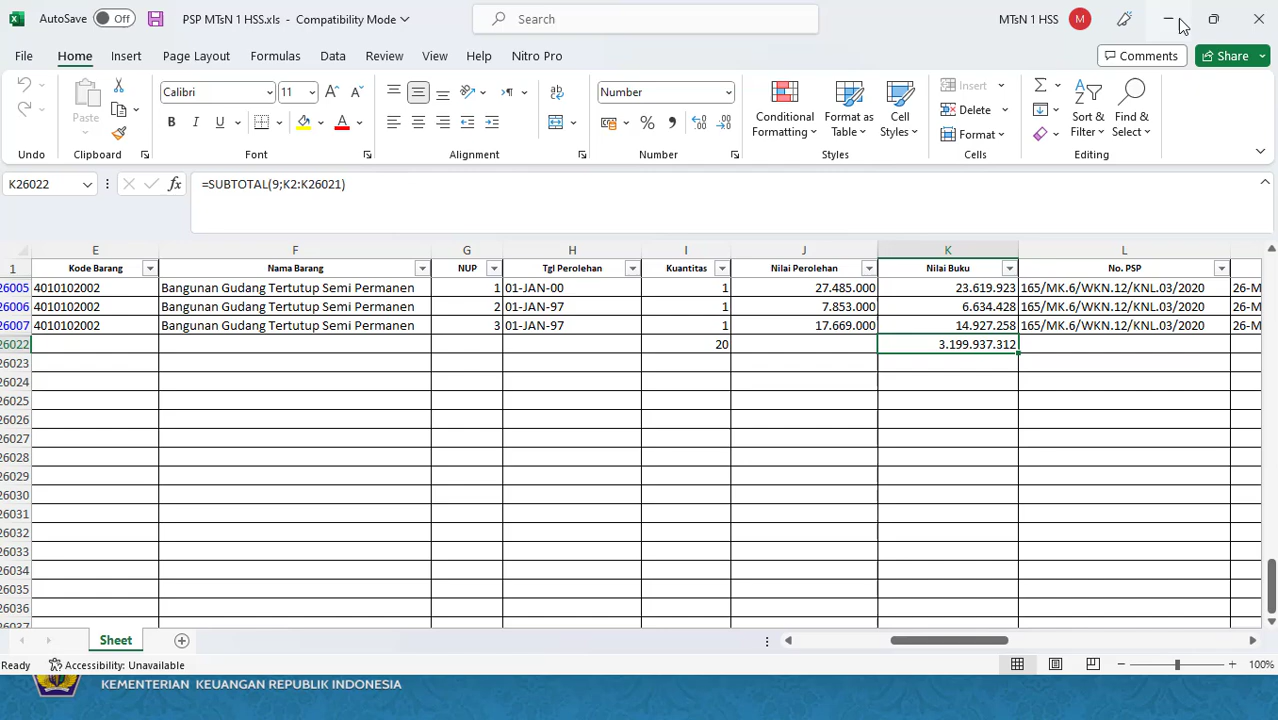 AutoSave Off PSP MTsN 1 HSS.xls - Compatibility Mode Search MTsN 1 HSS M
File Home Insert Page Layout Formulas Data Review View Help Nitro Pro Comments Share
Paste Calibri 11 Number Conditional Formatting Format as Table Cell Styles Insert Delete Format Sort & Filter Find & Select
Undo Clipboard Font Alignment Number Styles Cells Editing
K26022 fx =SUBTOTAL(9;K2:K26021)
E F G H I J K L
1 Kode Barang Nama Barang NUP Tgl Perolehan Kuantitas Nilai Perolehan Nilai Buku No. PSP
26005 4010102002 Bangunan Gudang Tertutup Semi Permanen 1 01-JAN-00 1 27.485.000 23.619.923 165/MK.6/WKN.12/KNL.03/2020 26-M
26006 4010102002 Bangunan Gudang Tertutup Semi Permanen 2 01-JAN-97 1 7.853.000 6.634.428 165/MK.6/WKN.12/KNL.03/2020 26-M
26007 4010102002 Bangunan Gudang Tertutup Semi Permanen 3 01-JAN-97 1 17.669.000 14.927.258 165/MK.6/WKN.12/KNL.03/2020 26-M
26022 20 3.199.937.312
26023
26024
26025
26026
26027
26028
26029
26030
26031
26032
26033
26034
26035
26036
26037
Sheet
Ready Accessibility: Unavailable 100%
KEMENTERIAN KEUANGAN REPUBLIK INDONESIA